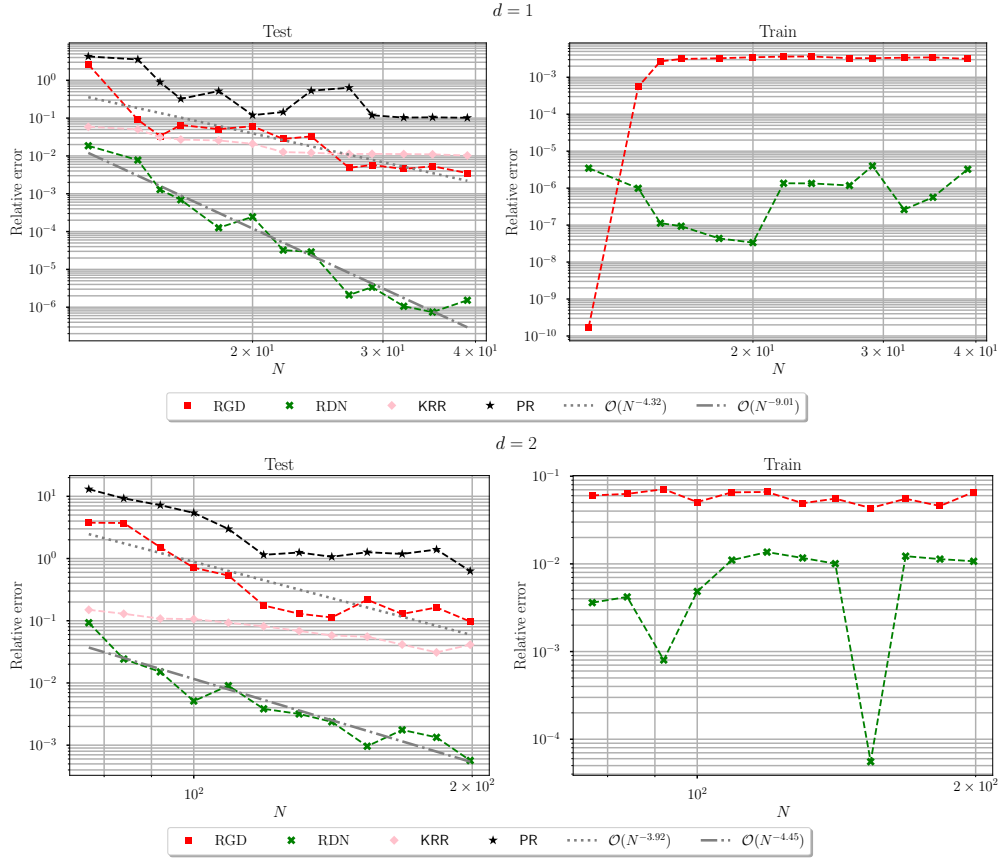 d = 1
Test
Train
Relative error
10^0
10^{-1}
10^{-2}
10^{-3}
10^{-4}
10^{-5}
10^{-6}
2 × 10^1
3 × 10^1
4 × 10^1
N
Relative error
10^{-3}
10^{-4}
10^{-5}
10^{-6}
10^{-7}
10^{-8}
10^{-9}
10^{-10}
2 × 10^1
3 × 10^1
4 × 10^1
N
RGD RDN KRR PR O(N^{-4.32}) O(N^{-9.01})
d = 2
Test
Train
Relative error
10^1
10^0
10^{-1}
10^{-2}
10^{-3}
10^2
2 × 10^2
N
Relative error
10^{-1}
10^{-2}
10^{-3}
10^{-4}
10^2
2 × 10^2
N
RGD RDN KRR PR O(N^{-3.92}) O(N^{-4.45})